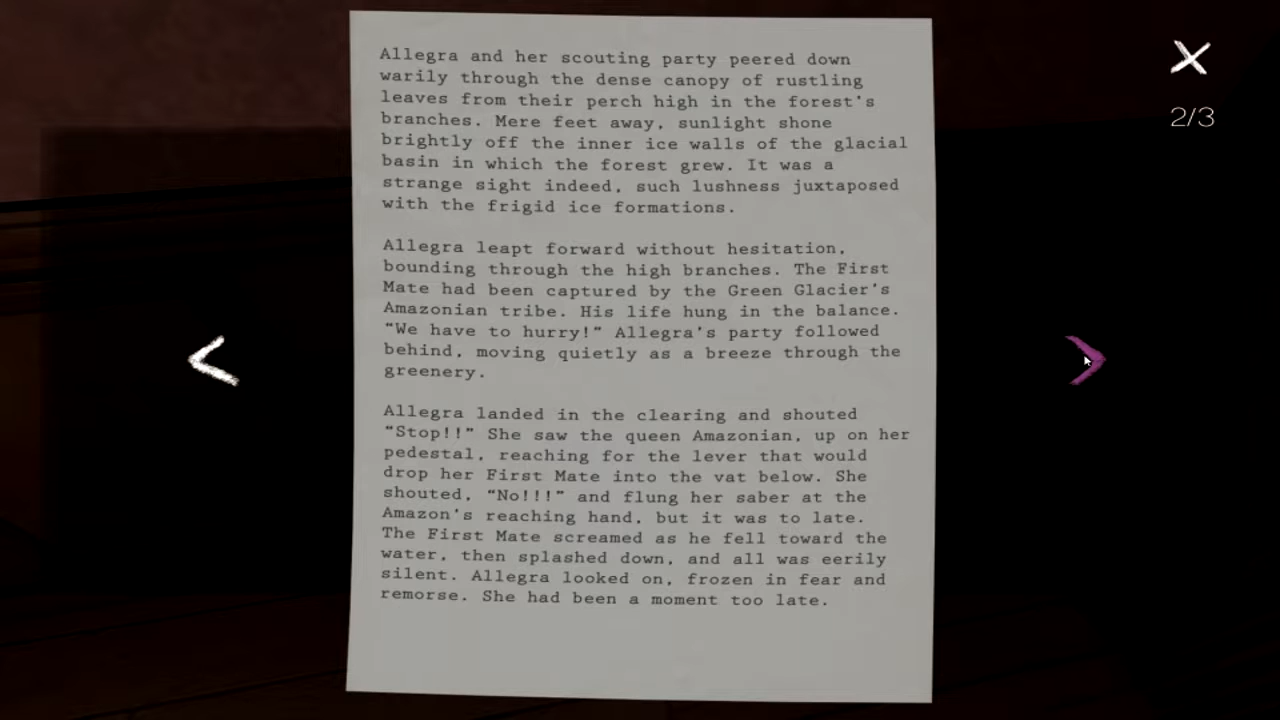 Allegra and her scouting party peered down
warily through the dense canopy of rustling
leaves from their perch high in the forest's
branches. Mere feet away, sunlight shone
brightly off the inner ice walls of the glacial
basin in which the forest grew. It was a
strange sight indeed, such lushness juxtaposed
with the frigid ice formations.
Allegra leapt forward without hesitation,
bounding through the high branches. The First
Mate had been captured by the Green Glacier's
Amazonian tribe. His life hung in the balance.
“We have to hurry!” Allegra's party followed
behind, moving quietly as a breeze through the
greenery.
Allegra landed in the clearing and shouted
“Stop!!” She saw the queen Amazonian, up on her
pedestal, reaching for the lever that would
drop her First Mate into the vat below. She
shouted, “No!!!” and flung her saber at the
Amazon's reaching hand, but it was to late.
The First Mate screamed as he fell toward the
water, then splashed down, and all was eerily
silent. Allegra looked on, frozen in fear and
remorse. She had been a moment too late.
2/3